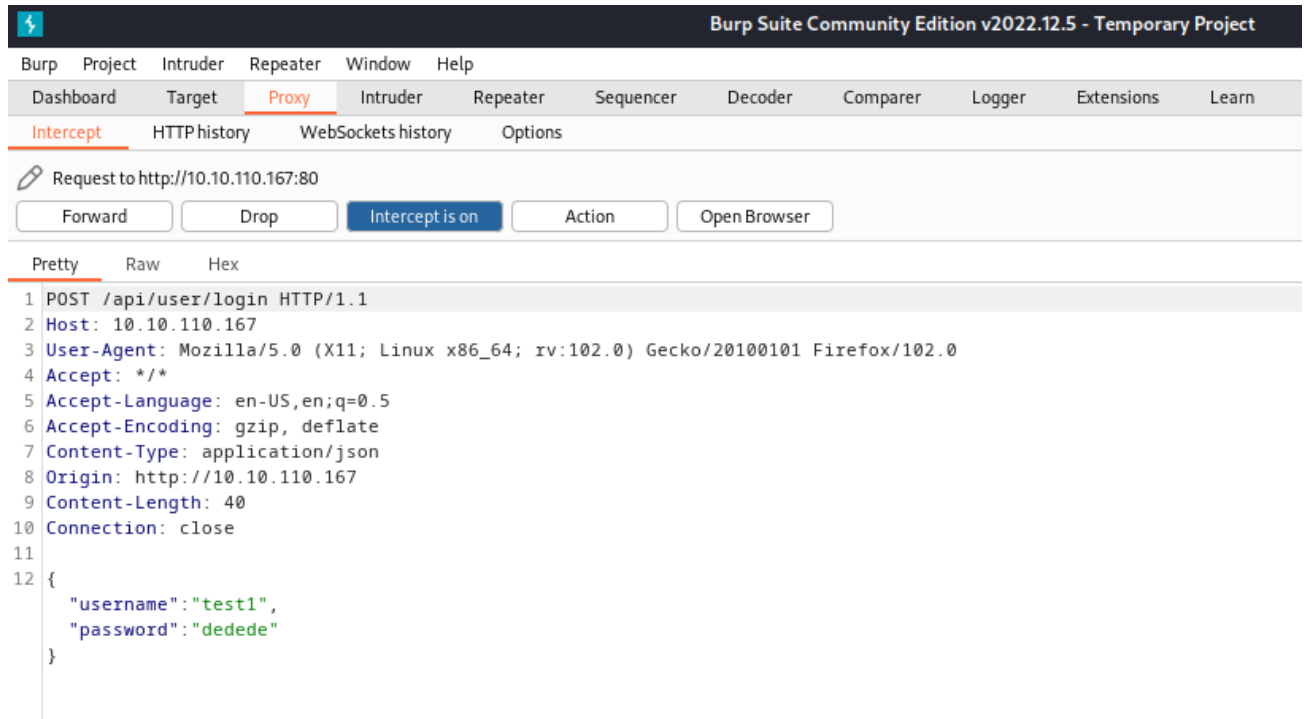 Burp Suite Community Edition v2022.12.5 - Temporary Project
Burp Project Intruder Repeater Window Help
Dashboard Target Proxy Intruder Repeater Sequencer Decoder Comparer Logger Extensions Learn
Intercept HTTP history WebSockets history Options
Request to http://10.10.110.167:80
Forward Drop Intercept is on Action Open Browser
Pretty Raw Hex
1 POST /api/user/login HTTP/1.1
2 Host: 10.10.110.167
3 User-Agent: Mozilla/5.0 (X11; Linux x86_64; rv:102.0) Gecko/20100101 Firefox/102.0
4 Accept: */*
5 Accept-Language: en-US,en;q=0.5
6 Accept-Encoding: gzip, deflate
7 Content-Type: application/json
8 Origin: http://10.10.110.167
9 Content-Length: 40
10 Connection: close
11
12 {
"username":"test1",
"password":"dedede"
}